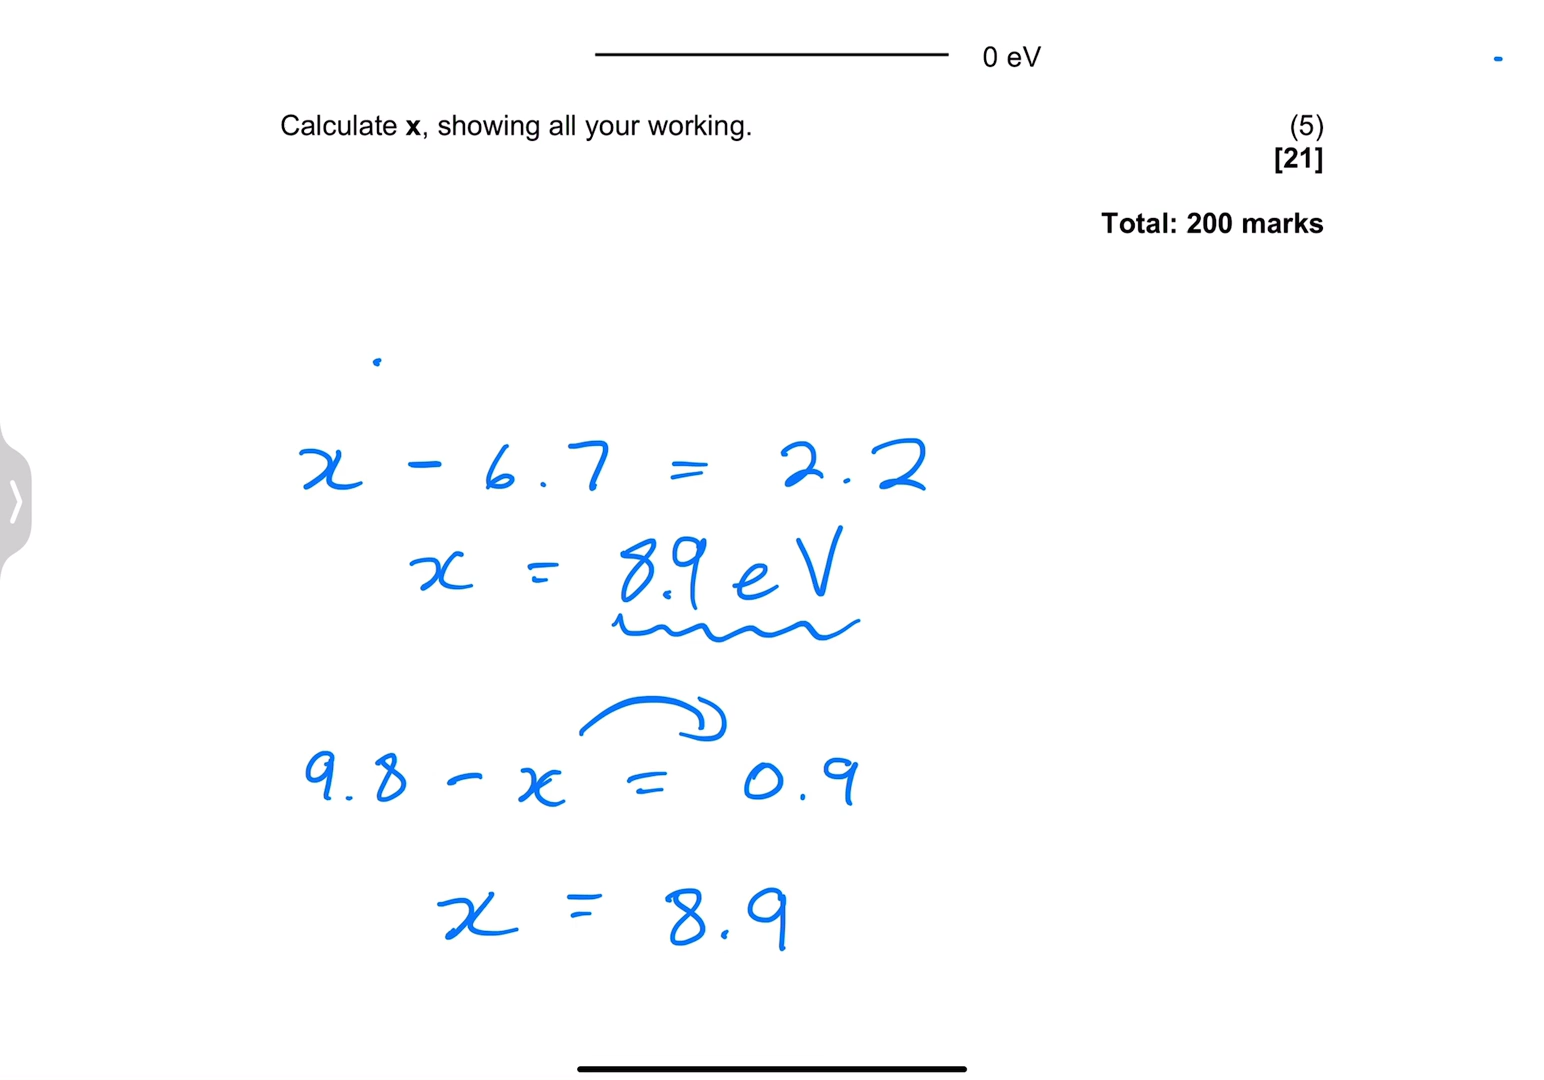 0 eV
Calculate x, showing all your working. (5)
[21]
Total: 200 marks
x - 6.7 = 2.2
x = 8.9 eV
9.8 - x = 0.9
x = 8.9